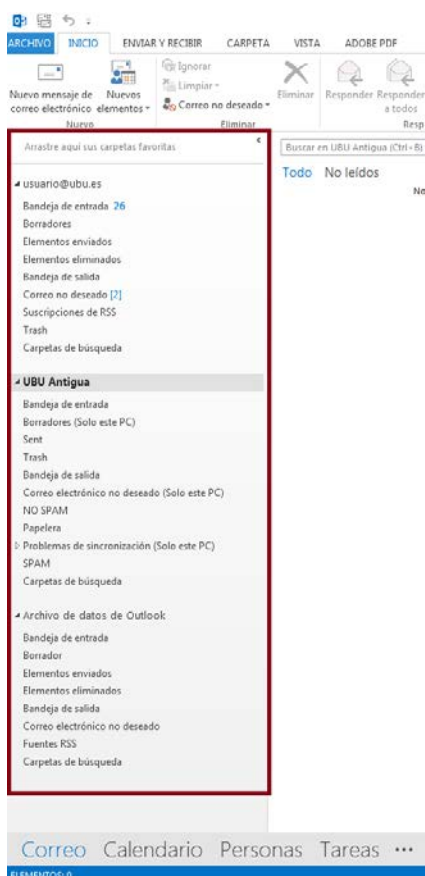 ARCHIVO INICIO ENVIAR Y RECIBIR CARPETA VISTA ADOBE PDF
Nuevo mensaje de correo electrónico
Nuevos elementos
Ignorar
Limpiar
Correo no deseado
Eliminar
Responder
Responder a todos
Nuevo
Eliminar
Resp
Arrastre aquí sus carpetas favoritas
usuario@ubu.es
Bandeja de entrada 26
Borradores
Elementos enviados
Elementos eliminados
Bandeja de salida
Correo no deseado [2]
Suscripciones de RSS
Trash
Carpetas de búsqueda
UBU Antigua
Bandeja de entrada
Borradores (Solo este PC)
Sent
Trash
Bandeja de salida
Correo electrónico no deseado (Solo este PC)
NO SPAM
Papelera
Problemas de sincronización (Solo este PC)
SPAM
Carpetas de búsqueda
Archivo de datos de Outlook
Bandeja de entrada
Borrador
Elementos enviados
Elementos eliminados
Bandeja de salida
Correo electrónico no deseado
Fuentes RSS
Carpetas de búsqueda
Buscar en UBU Antigua (Ctrl+B)
Todo No leídos
No
Correo Calendario Personas Tareas ···
ELEMENTOS: 0